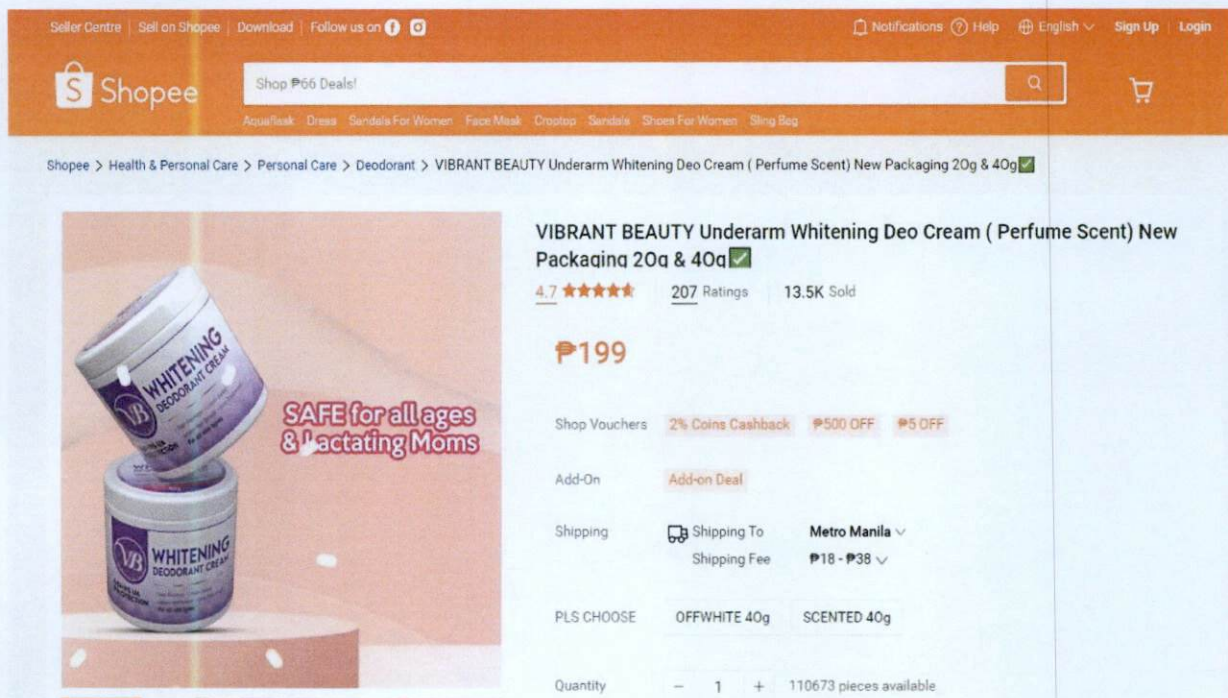 Seller Centre | Sell on Shopee | Download | Follow us on
Notifications Help English Sign Up | Login
Shopee
Shop ₱66 Deals!
Aquaflask Dress Sandals For Women Face Mask Croptop Sandals Shoes For Women Sling Bag
Shopee > Health & Personal Care > Personal Care > Deodorant > VIBRANT BEAUTY Underarm Whitening Deo Cream ( Perfume Scent) New Packaging 20g & 40g✅
VB
WHITENING
DEODORANT CREAM
SAFE for all ages
& Lactating Moms
VB
WHITENING
DEODORANT CREAM
PROTECTION
VIBRANT BEAUTY Underarm Whitening Deo Cream ( Perfume Scent) New
Packaging 20g & 40g✅
4.7 207 Ratings 13.5K Sold
₱199
Shop Vouchers 2% Coins Cashback ₱500 OFF ₱5 OFF
Add-On Add-on Deal
Shipping Shipping To Metro Manila
Shipping Fee ₱18 - ₱38
PLS CHOOSE OFFWHITE 40g SCENTED 40g
Quantity − 1 + 110673 pieces available